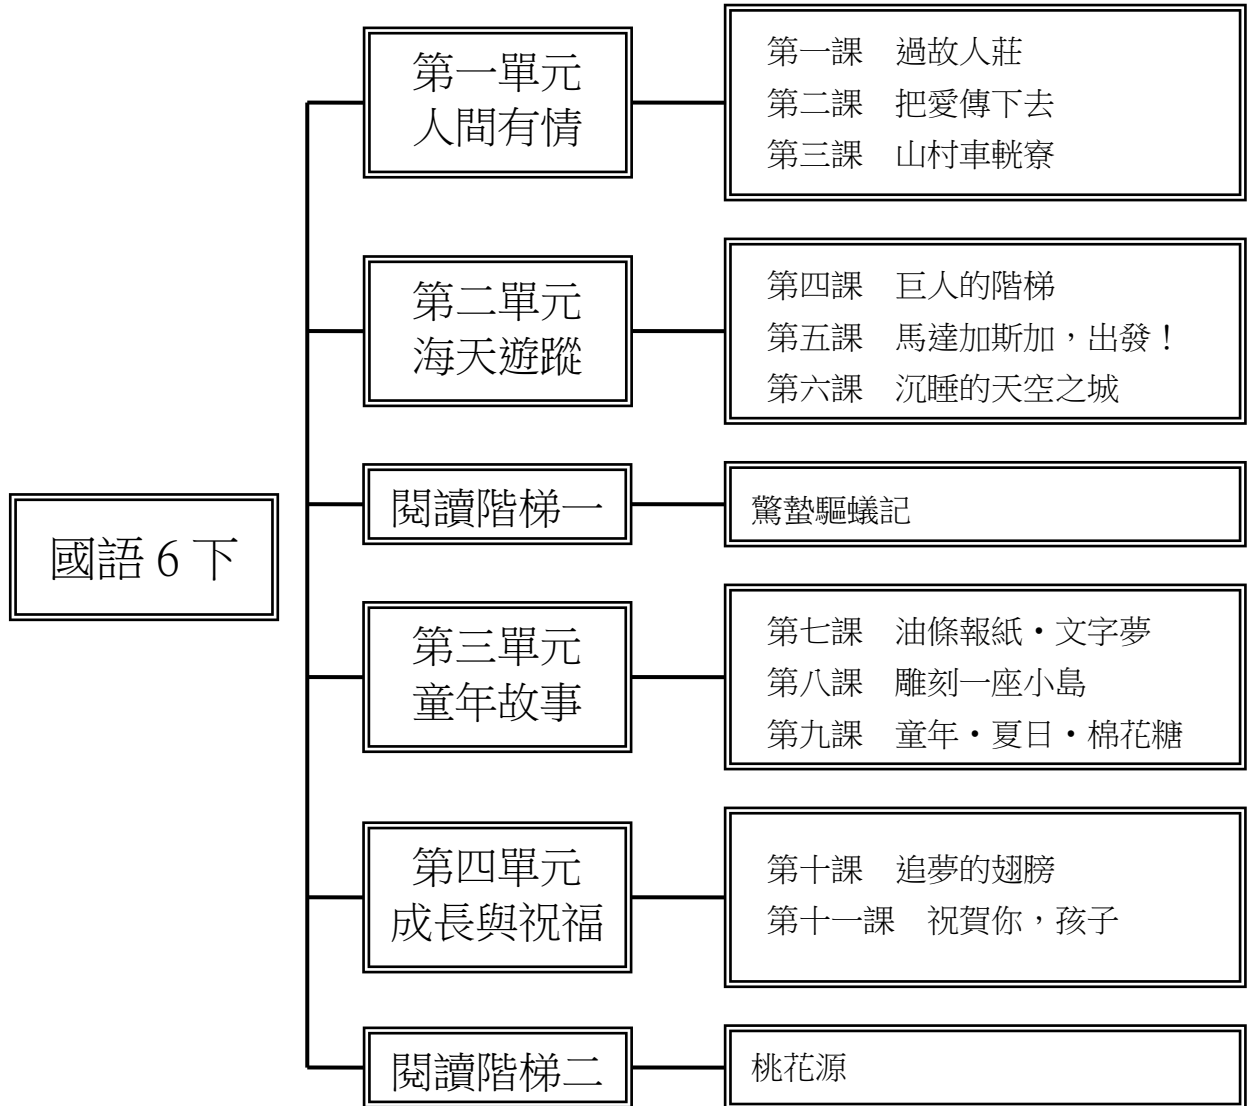 國語 6 下
第一單元
人間有情
第一課　過故人莊
第二課　把愛傳下去
第三課　山村車輄寮
第二單元
海天遊蹤
第四課　巨人的階梯
第五課　馬達加斯加，出發！
第六課　沉睡的天空之城
閱讀階梯一
驚蟄驅蟻記
第三單元
童年故事
第七課　油條報紙・文字夢
第八課　雕刻一座小島
第九課　童年・夏日・棉花糖
第四單元
成長與祝福
第十課　追夢的翅膀
第十一課　祝賀你，孩子
閱讀階梯二
桃花源